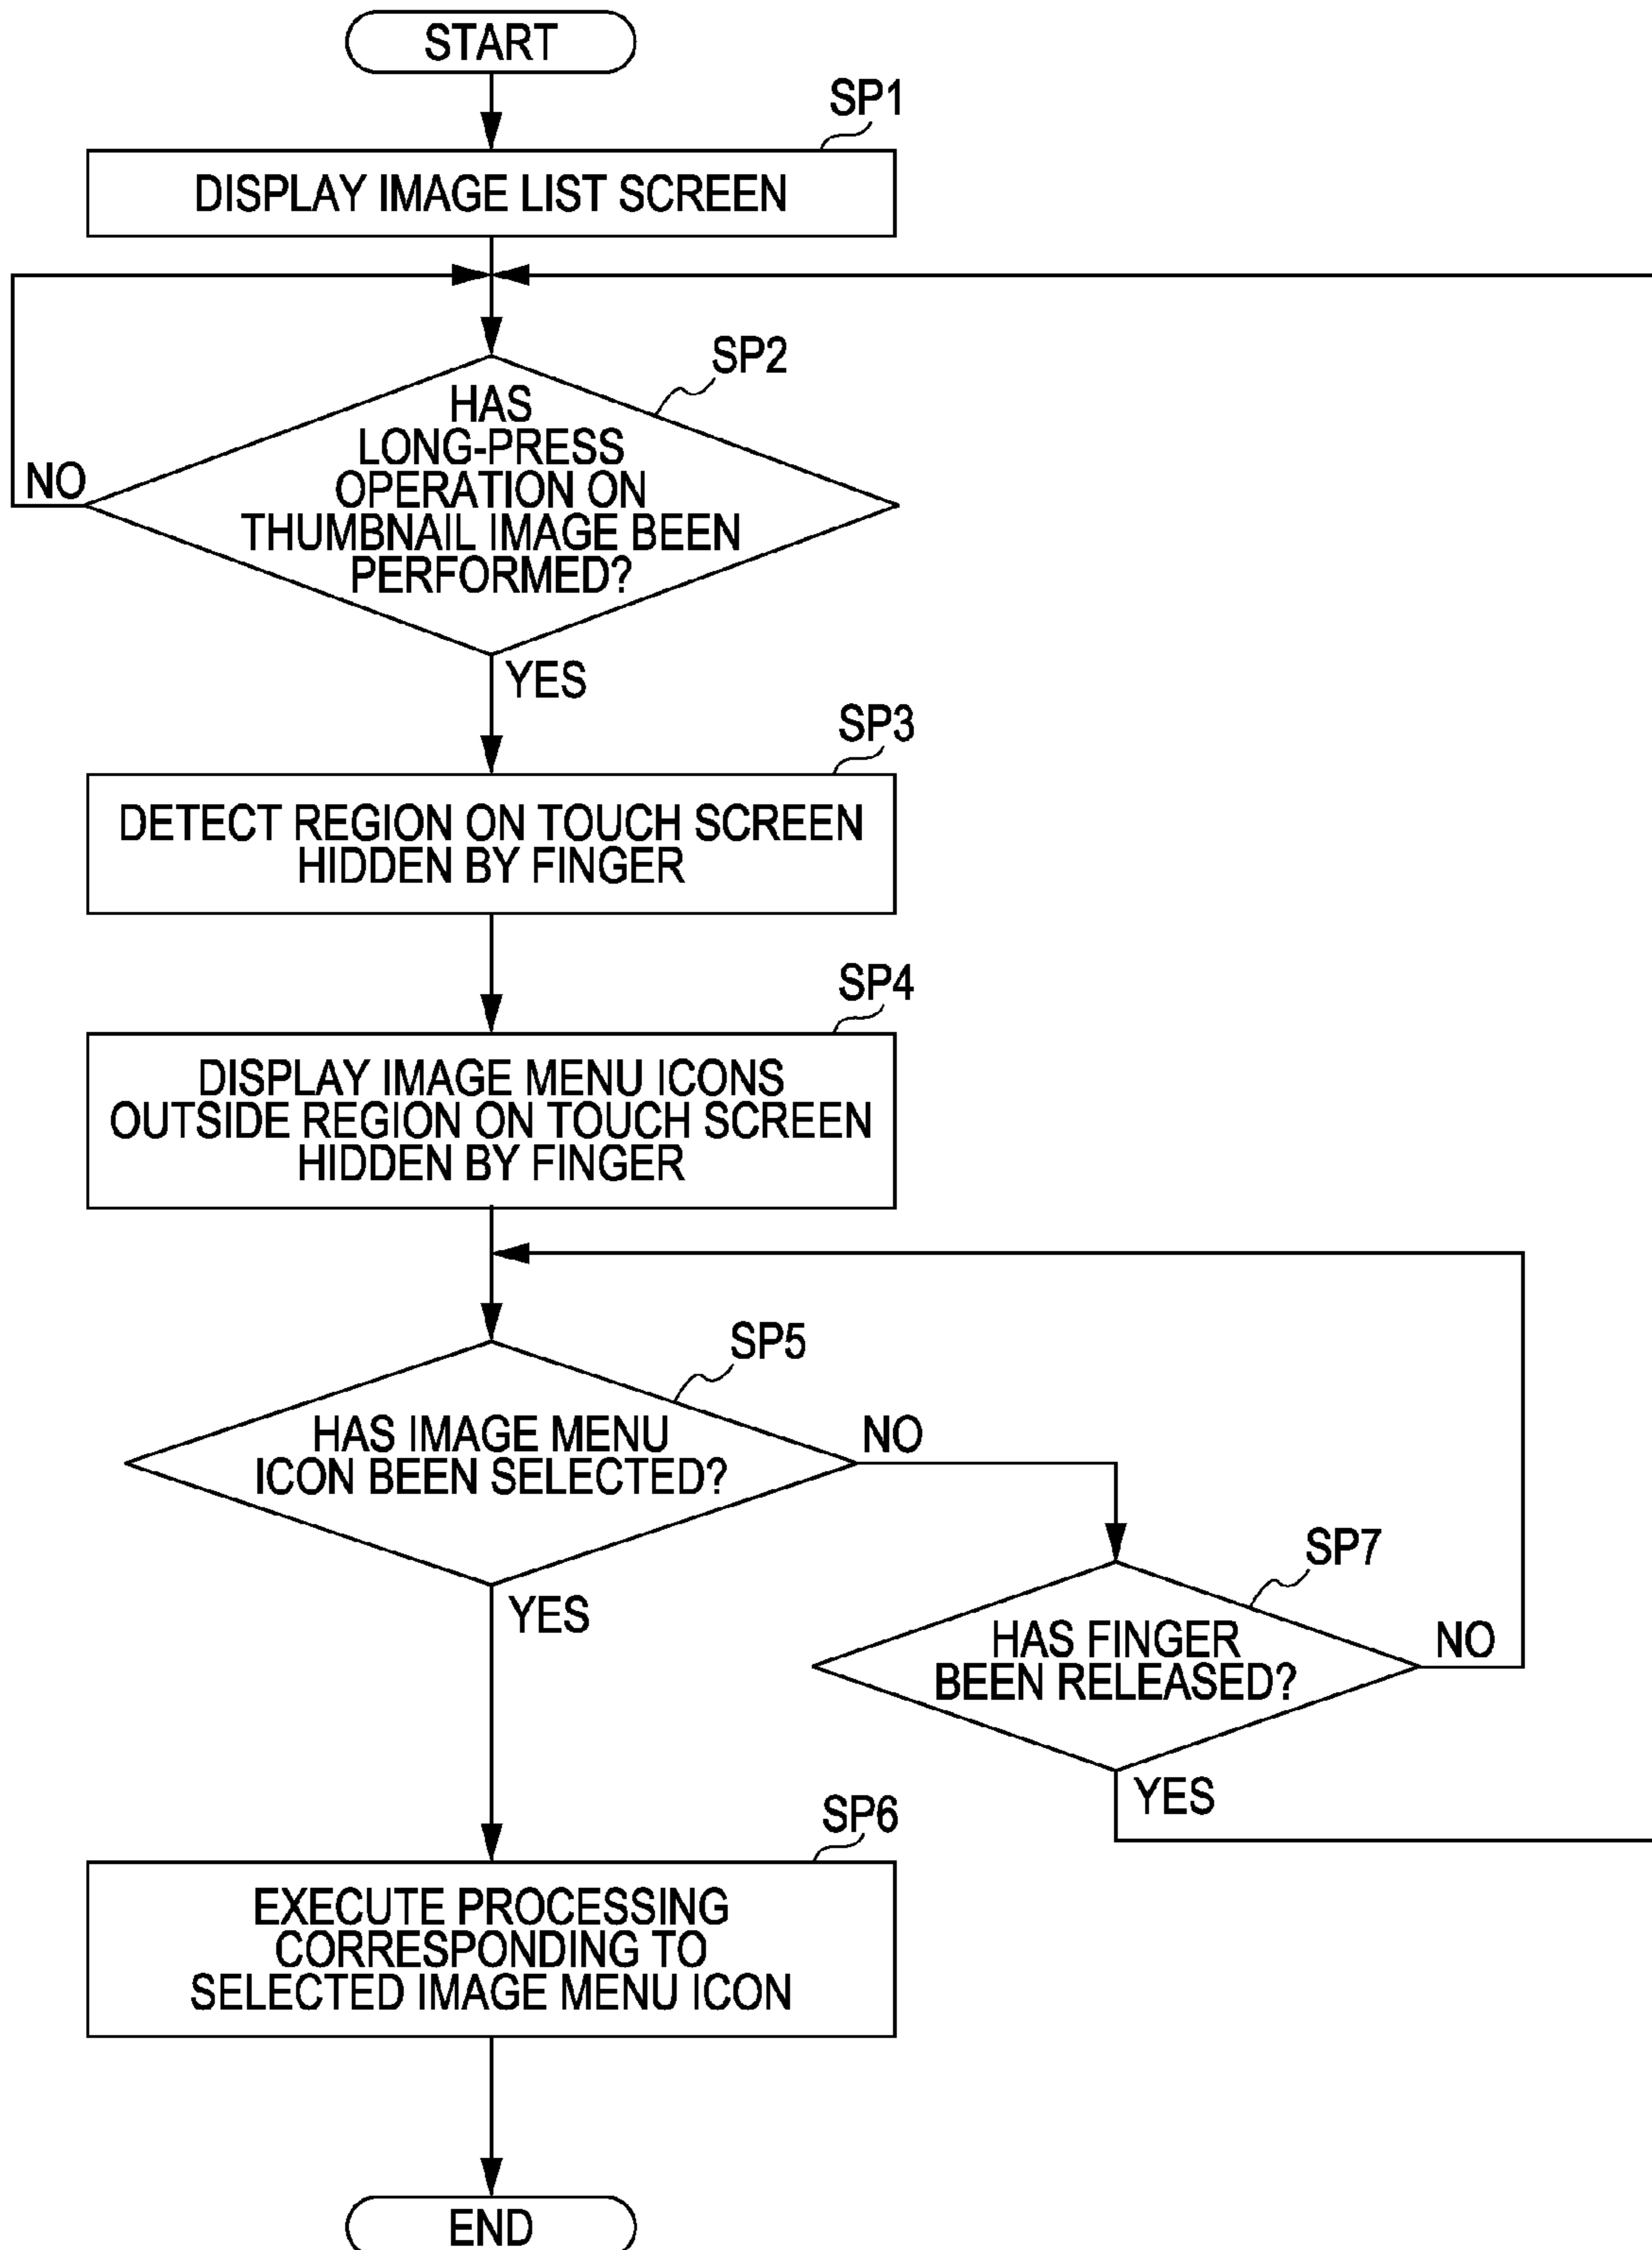 START
SP1
DISPLAY IMAGE LIST SCREEN
SP2
HAS
LONG-PRESS
OPERATION ON
THUMBNAIL IMAGE BEEN
PERFORMED?
NO
YES
SP3
DETECT REGION ON TOUCH SCREEN
HIDDEN BY FINGER
SP4
DISPLAY IMAGE MENU ICONS
OUTSIDE REGION ON TOUCH SCREEN
HIDDEN BY FINGER
SP5
HAS IMAGE MENU
ICON BEEN SELECTED?
NO
YES
SP7
HAS FINGER
BEEN RELEASED?
NO
YES
SP6
EXECUTE PROCESSING
CORRESPONDING TO
SELECTED IMAGE MENU ICON
END